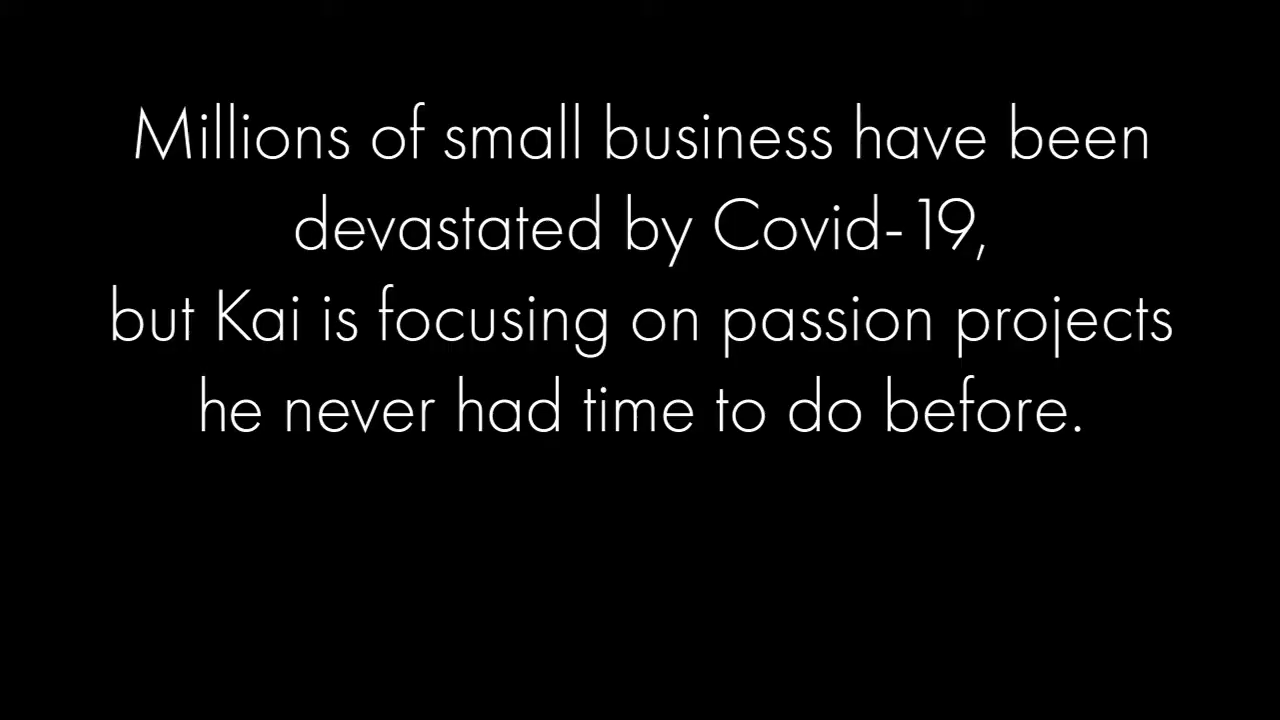 Millions of small business have been
devastated by Covid-19,
but Kai is focusing on passion projects
he never had time to do before.